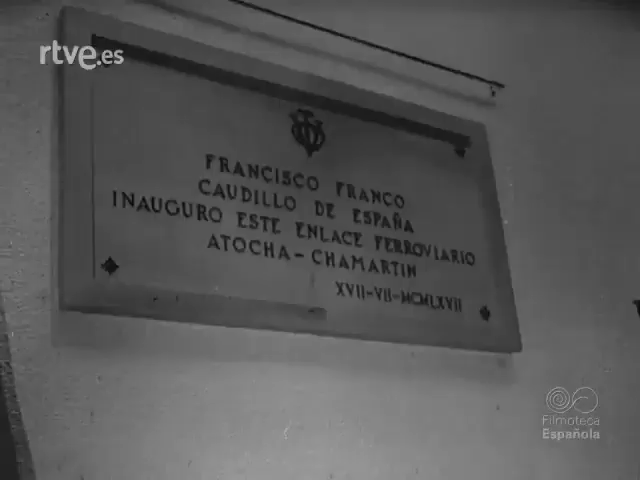 rtve.es
FRANCISCO FRANCO
CAUDILLO DE ESPAÑA
INAUGURO ESTE ENLACE FERROVIARIO
ATOCHA-CHAMARTIN
XVII-VII-MCMLXVII
Filmoteca
Española